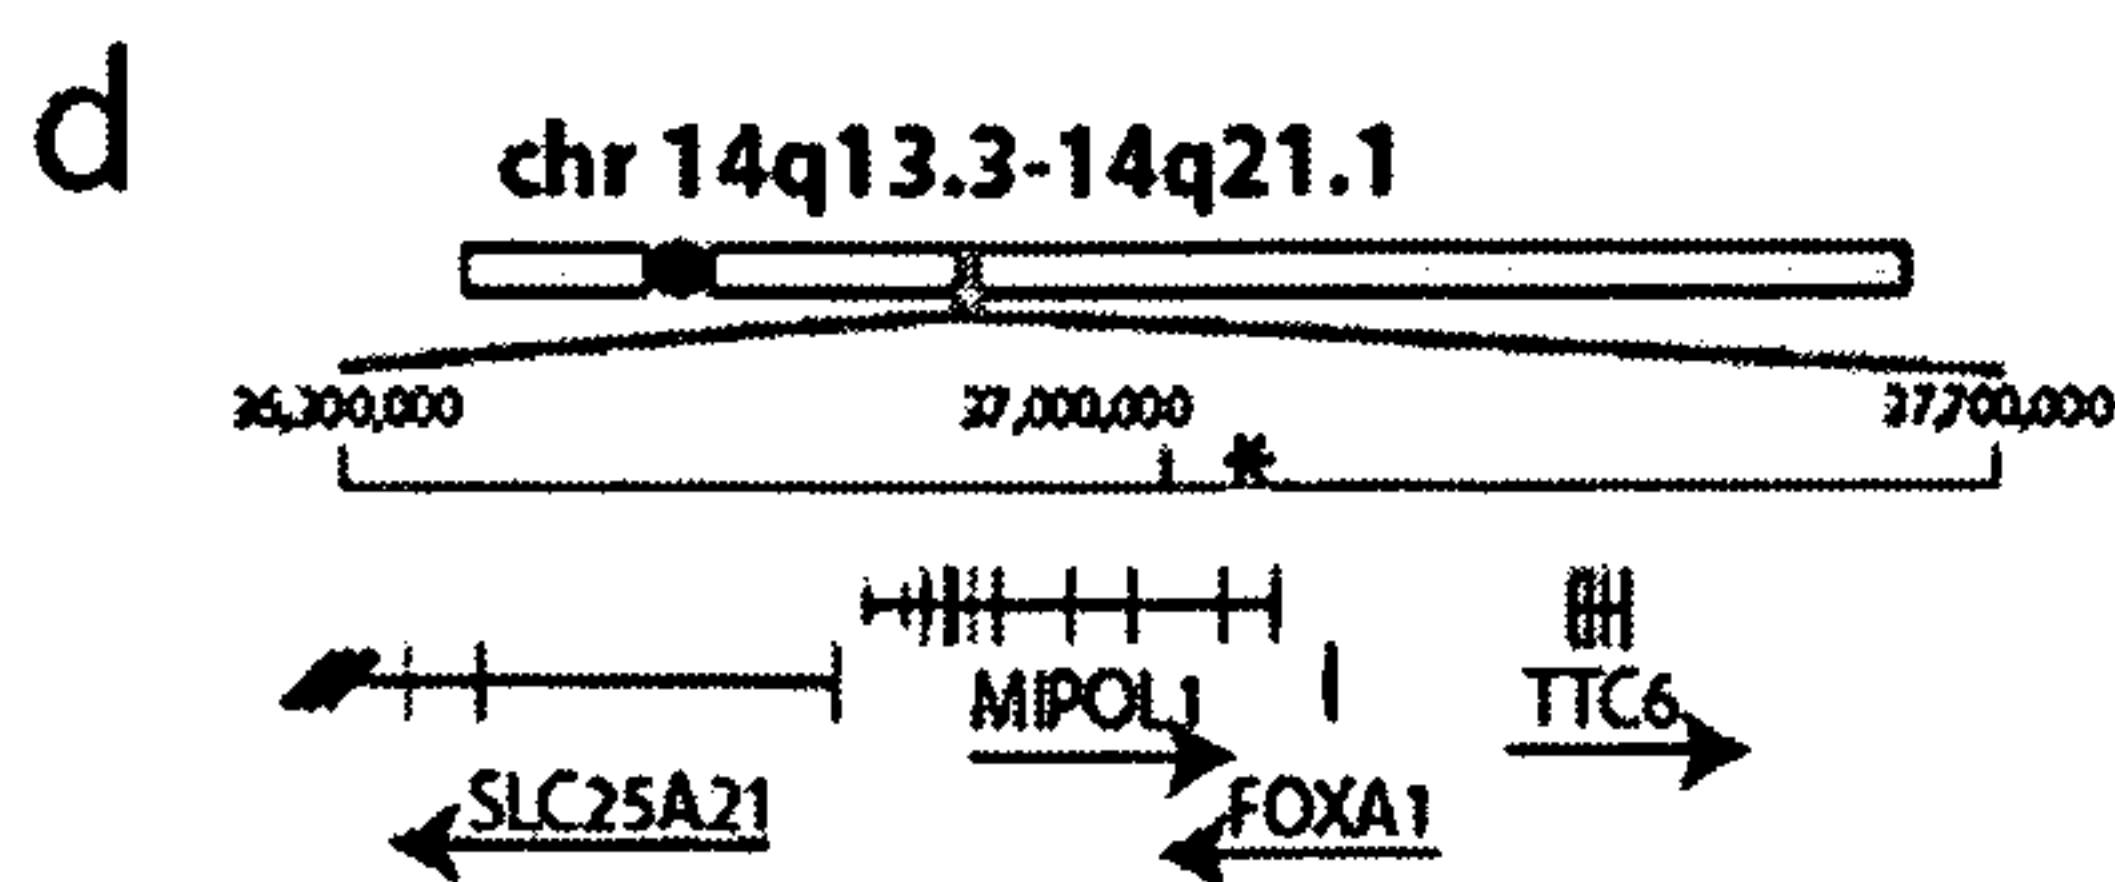 d
chr 14q13.3-14q21.1
36,300,000 37,000,000 37,700,000
*
MIPOL1 TTC6
SLC25A21 FOXA1